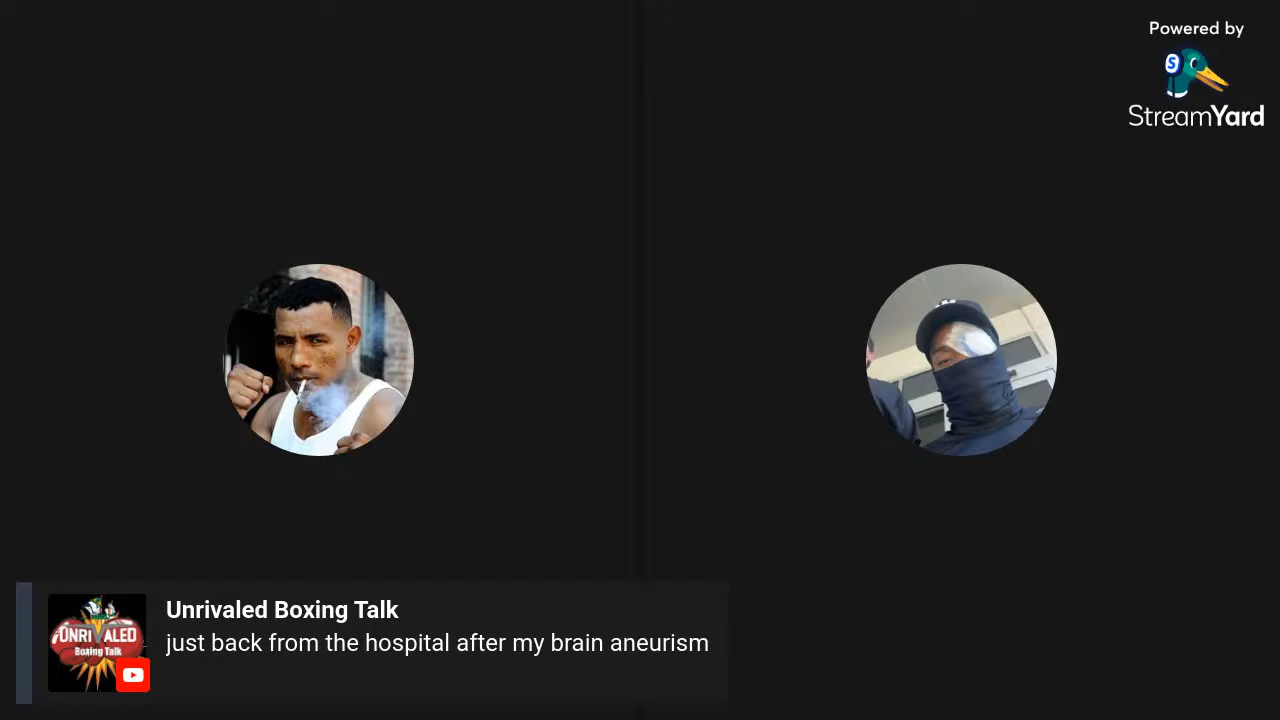 Powered by
S
StreamYard
Unrivaled Boxing Talk
just back from the hospital after my brain aneurism
UNRIVALED
Boxing Talk